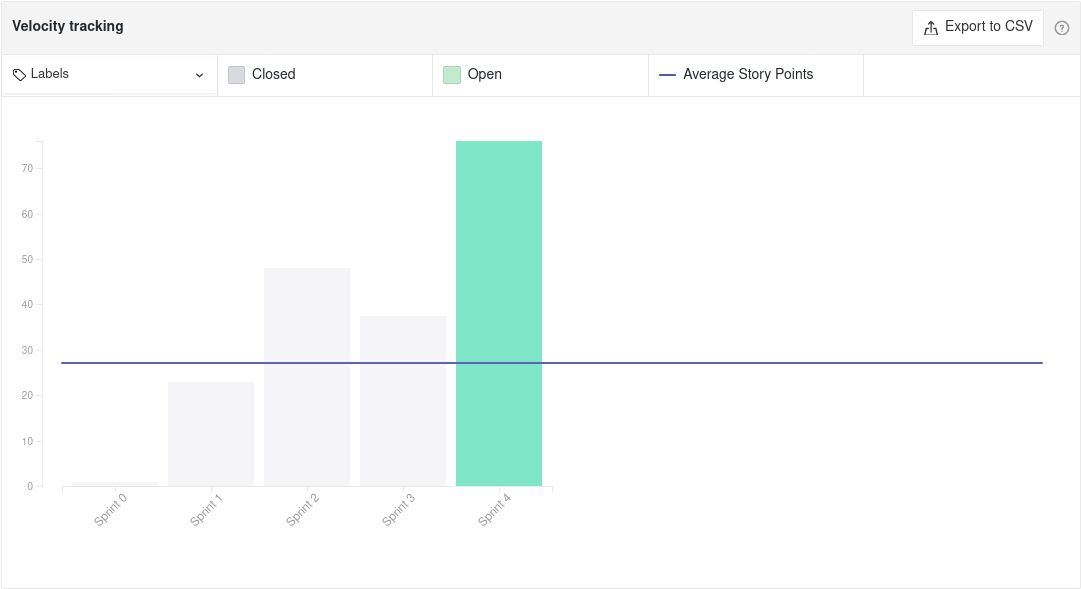 Velocity tracking
Export to CSV
?
Labels
Closed
Open
Average Story Points
70
60
50
40
30
20
10
0
Sprint 0
Sprint 1
Sprint 2
Sprint 3
Sprint 4